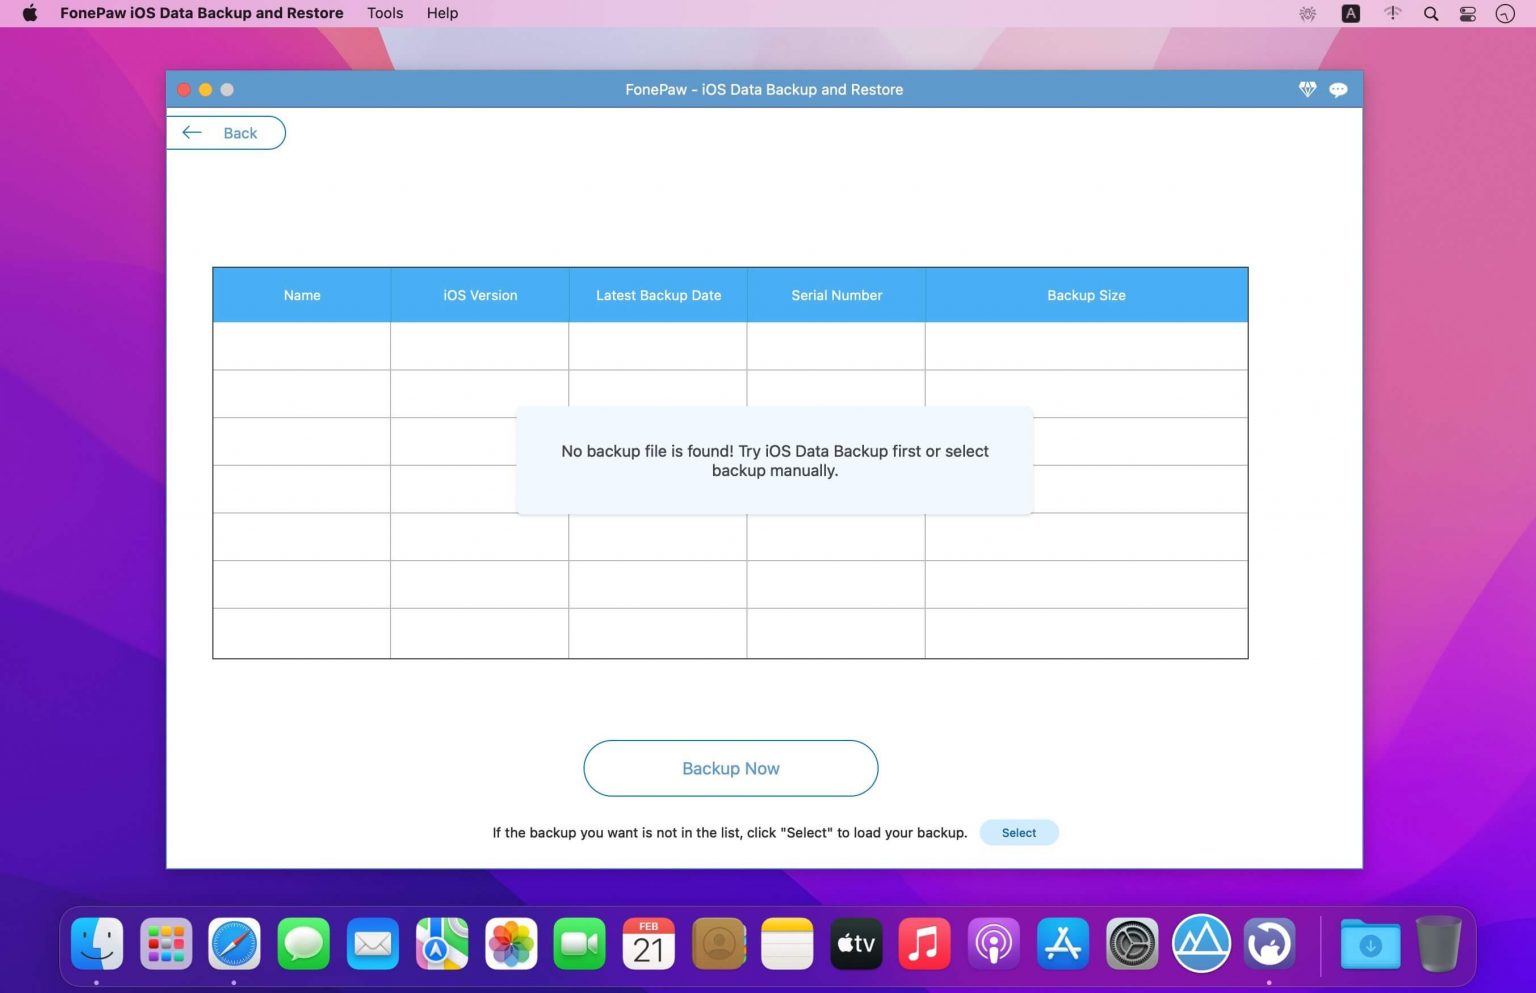 FonePaw iOS Data Backup and Restore Tools Help A
FonePaw - iOS Data Backup and Restore
Back
Name iOS Version Latest Backup Date Serial Number Backup Size
No backup file is found! Try iOS Data Backup first or select
backup manually.
Backup Now
If the backup you want is not in the list, click "Select" to load your backup. Select
FEB
21
tv